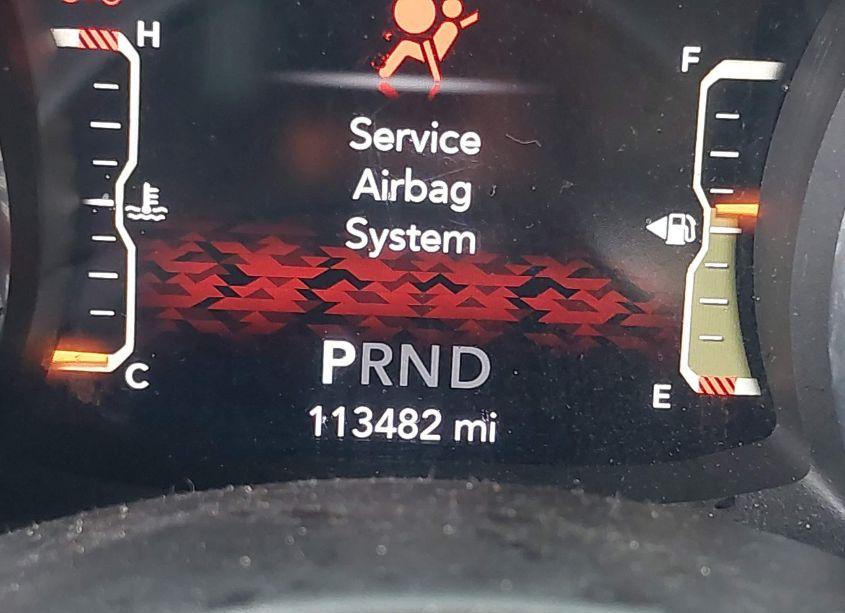 H
F
Service
Airbag
System
PRND
C
E
113482 mi